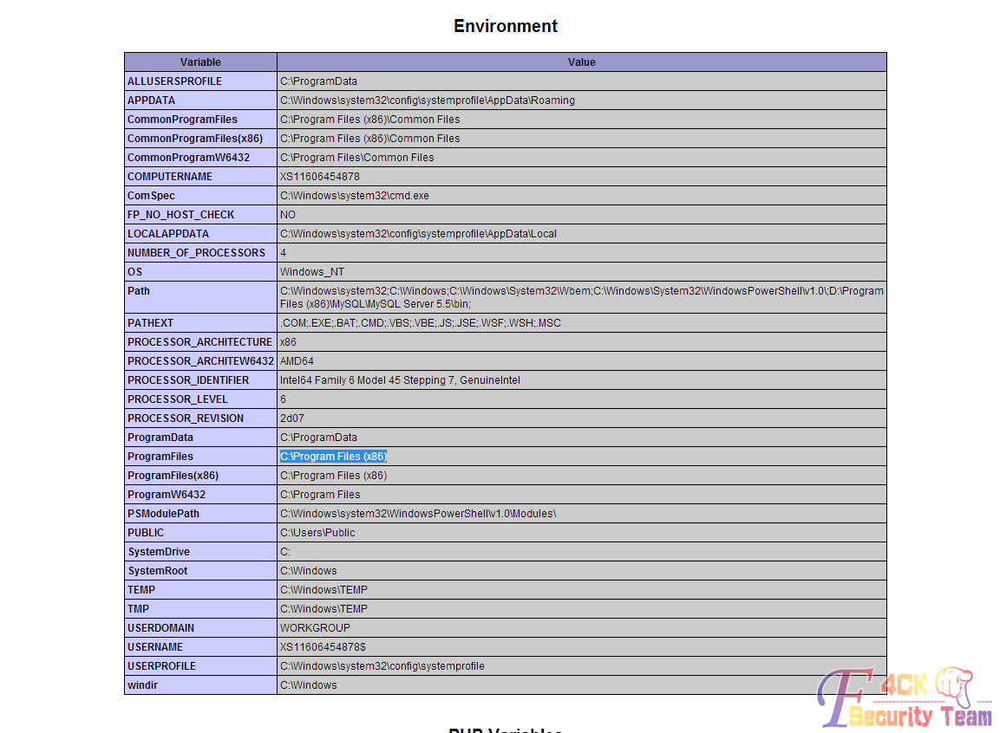 Environment
Variable Value
ALLUSERSPROFILE C:\ProgramData
APPDATA C:\Windows\system32\config\systemprofile\AppData\Roaming
CommonProgramFiles C:\Program Files (x86)\Common Files
CommonProgramFiles(x86) C:\Program Files (x86)\Common Files
CommonProgramW6432 C:\Program Files\Common Files
COMPUTERNAME XS11606454878
ComSpec C:\Windows\system32\cmd.exe
FP_NO_HOST_CHECK NO
LOCALAPPDATA C:\Windows\system32\config\systemprofile\AppData\Local
NUMBER_OF_PROCESSORS 4
OS Windows_NT
Path C:\Windows\system32;C:\Windows;C:\Windows\System32\Wbem;C:\Windows\System32\WindowsPowerShell\v1.0\;D:\Program
Files (x86)\MySQL\MySQL Server 5.5\bin;
PATHEXT .COM;.EXE;.BAT;.CMD;.VBS;.VBE;.JS;.JSE;.WSF;.WSH;.MSC
PROCESSOR_ARCHITECTURE x86
PROCESSOR_ARCHITEW6432 AMD64
PROCESSOR_IDENTIFIER Intel64 Family 6 Model 45 Stepping 7, GenuineIntel
PROCESSOR_LEVEL 6
PROCESSOR_REVISION 2d07
ProgramData C:\ProgramData
ProgramFiles C:\Program Files (x86)
ProgramFiles(x86) C:\Program Files (x86)
ProgramW6432 C:\Program Files
PSModulePath C:\Windows\system32\WindowsPowerShell\v1.0\Modules\
PUBLIC C:\Users\Public
SystemDrive C:
SystemRoot C:\Windows
TEMP C:\Windows\TEMP
TMP C:\Windows\TEMP
USERDOMAIN WORKGROUP
USERNAME XS11606454878$
USERPROFILE C:\Windows\system32\config\systemprofile
windir C:\Windows
F4CK
Security Team
PHP Variables